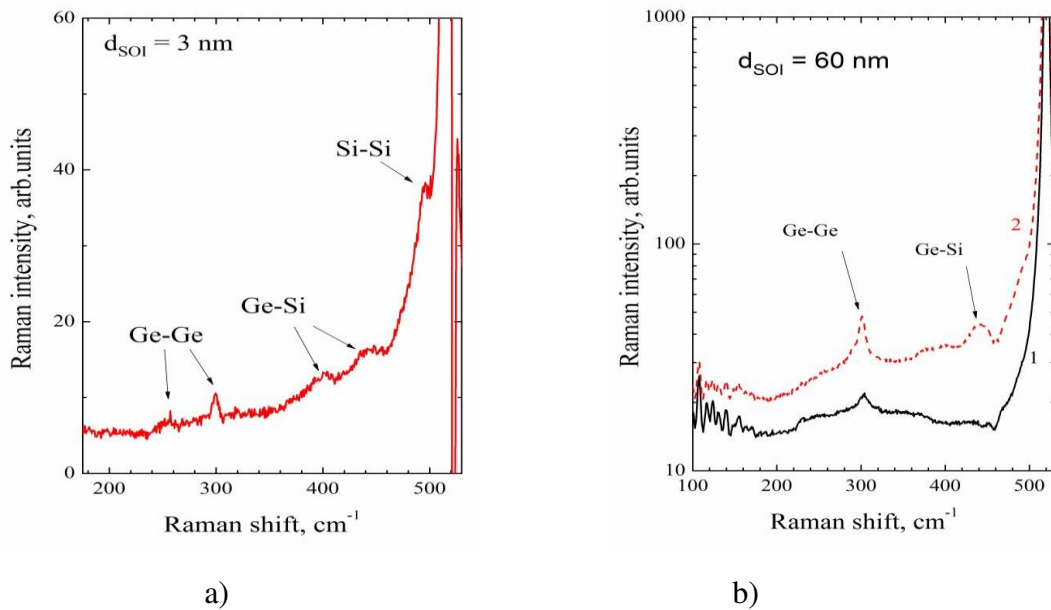 60
40
20
0
d_SOI = 3 nm
Si-Si
Ge-Si
Ge-Ge
200
300
400
500
Raman shift, cm⁻¹
Raman intensity, arb.units
a)
1000
100
10
d_SOI = 60 nm
Ge-Ge
Ge-Si
2
1
100
200
300
400
500
Raman shift, cm⁻¹
Raman intensity, arb.units
b)